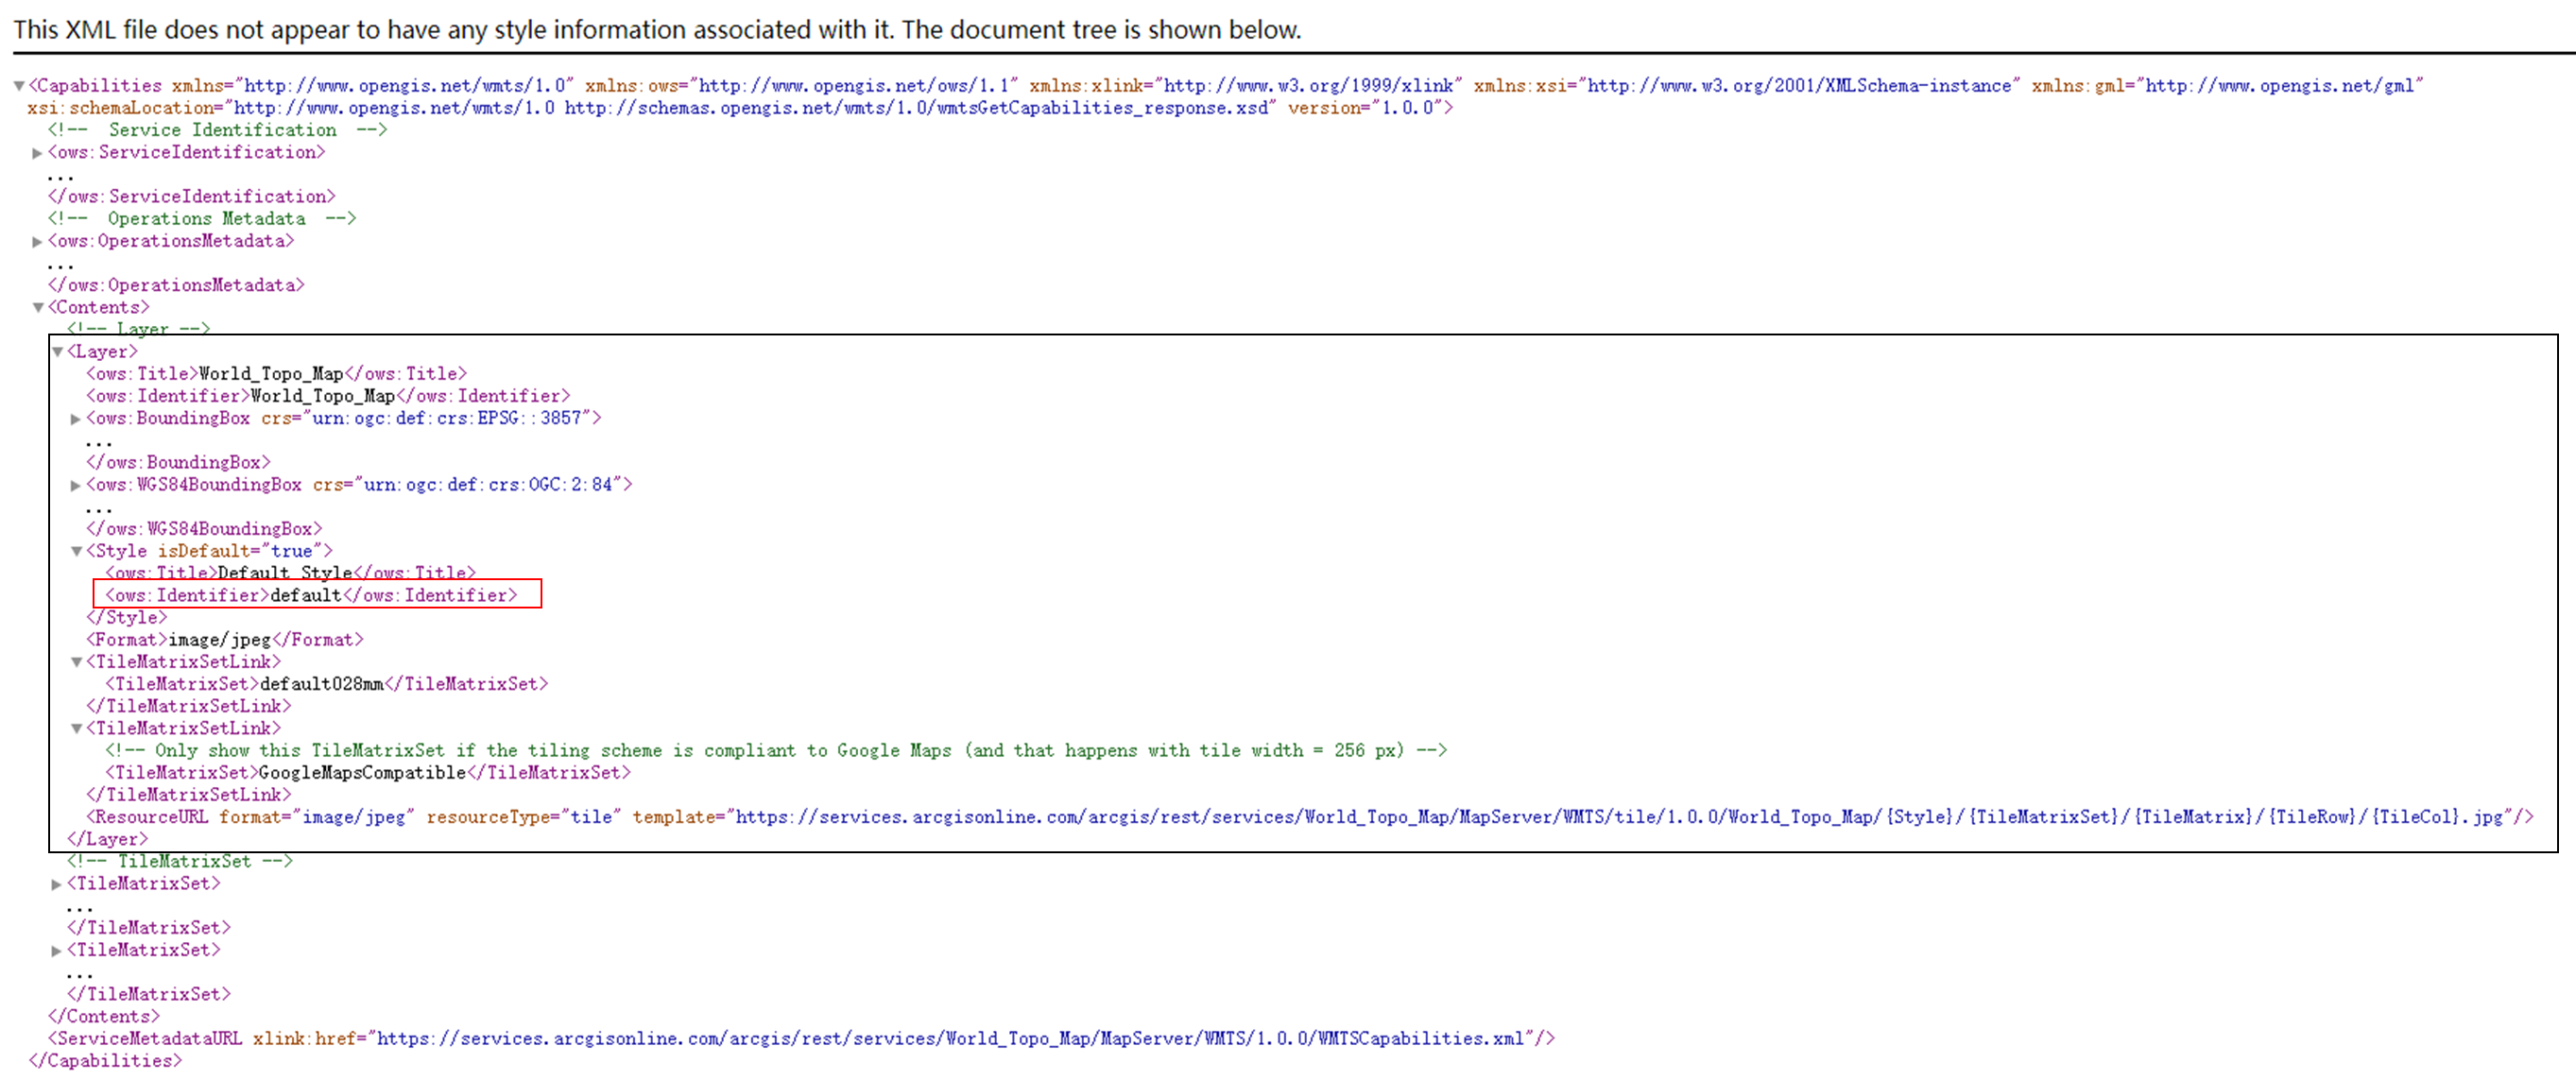 This XML file does not appear to have any style information associated with it. The document tree is shown below.
▼<Capabilities xmlns="http://www.opengis.net/wmts/1.0" xmlns:ows="http://www.opengis.net/ows/1.1" xmlns:xlink="http://www.w3.org/1999/xlink" xmlns:xsi="http://www.w3.org/2001/XMLSchema-instance" xmlns:gml="http://www.opengis.net/gml"
xsi:schemaLocation="http://www.opengis.net/wmts/1.0 http://schemas.opengis.net/wmts/1.0/wmtsGetCapabilities_response.xsd" version="1.0.0">
<!-- Service Identification -->
▶<ows:ServiceIdentification>
...
</ows:ServiceIdentification>
<!-- Operations Metadata -->
▶<ows:OperationsMetadata>
...
</ows:OperationsMetadata>
▼<Contents>
<!-- Layer -->
▼<Layer>
<ows:Title>World_Topo_Map</ows:Title>
<ows:Identifier>World_Topo_Map</ows:Identifier>
▶<ows:BoundingBox crs="urn:ogc:def:crs:EPSG::3857">
...
</ows:BoundingBox>
▶<ows:WGS84BoundingBox crs="urn:ogc:def:crs:OGC:2:84">
...
</ows:WGS84BoundingBox>
▼<Style isDefault="true">
<ows:Title>Default Style</ows:Title>
<ows:Identifier>default</ows:Identifier>
</Style>
<Format>image/jpeg</Format>
▼<TileMatrixSetLink>
<TileMatrixSet>default028mm</TileMatrixSet>
</TileMatrixSetLink>
▼<TileMatrixSetLink>
<!-- Only show this TileMatrixSet if the tiling scheme is compliant to Google Maps (and that happens with tile width = 256 px) -->
<TileMatrixSet>GoogleMapsCompatible</TileMatrixSet>
</TileMatrixSetLink>
<ResourceURL format="image/jpeg" resourceType="tile" template="https://services.arcgisonline.com/arcgis/rest/services/World_Topo_Map/MapServer/WMTS/tile/1.0.0/World_Topo_Map/{Style}/{TileMatrixSet}/{TileMatrix}/{TileRow}/{TileCol}.jpg"/>
</Layer>
<!-- TileMatrixSet -->
▶<TileMatrixSet>
...
</TileMatrixSet>
▶<TileMatrixSet>
...
</TileMatrixSet>
</Contents>
<ServiceMetadataURL xlink:href="https://services.arcgisonline.com/arcgis/rest/services/World_Topo_Map/MapServer/WMTS/1.0.0/WMTSCapabilities.xml"/>
</Capabilities>